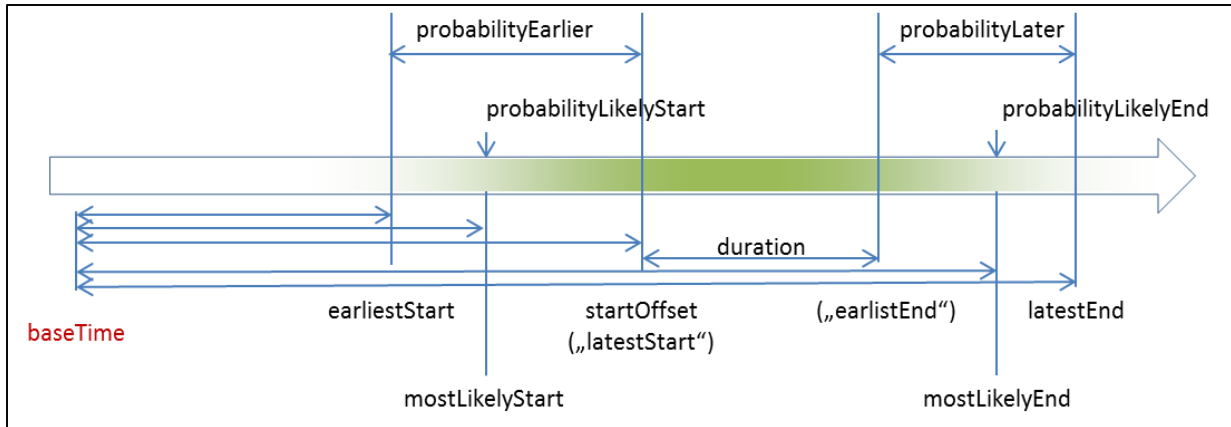 probabilityEarlier
probabilityLater
probabilityLikelyStart
probabilityLikelyEnd
duration
earliestStart
startOffset
(„earlistEnd“)
latestEnd
baseTime
(„latestStart“)
mostLikelyStart
mostLikelyEnd